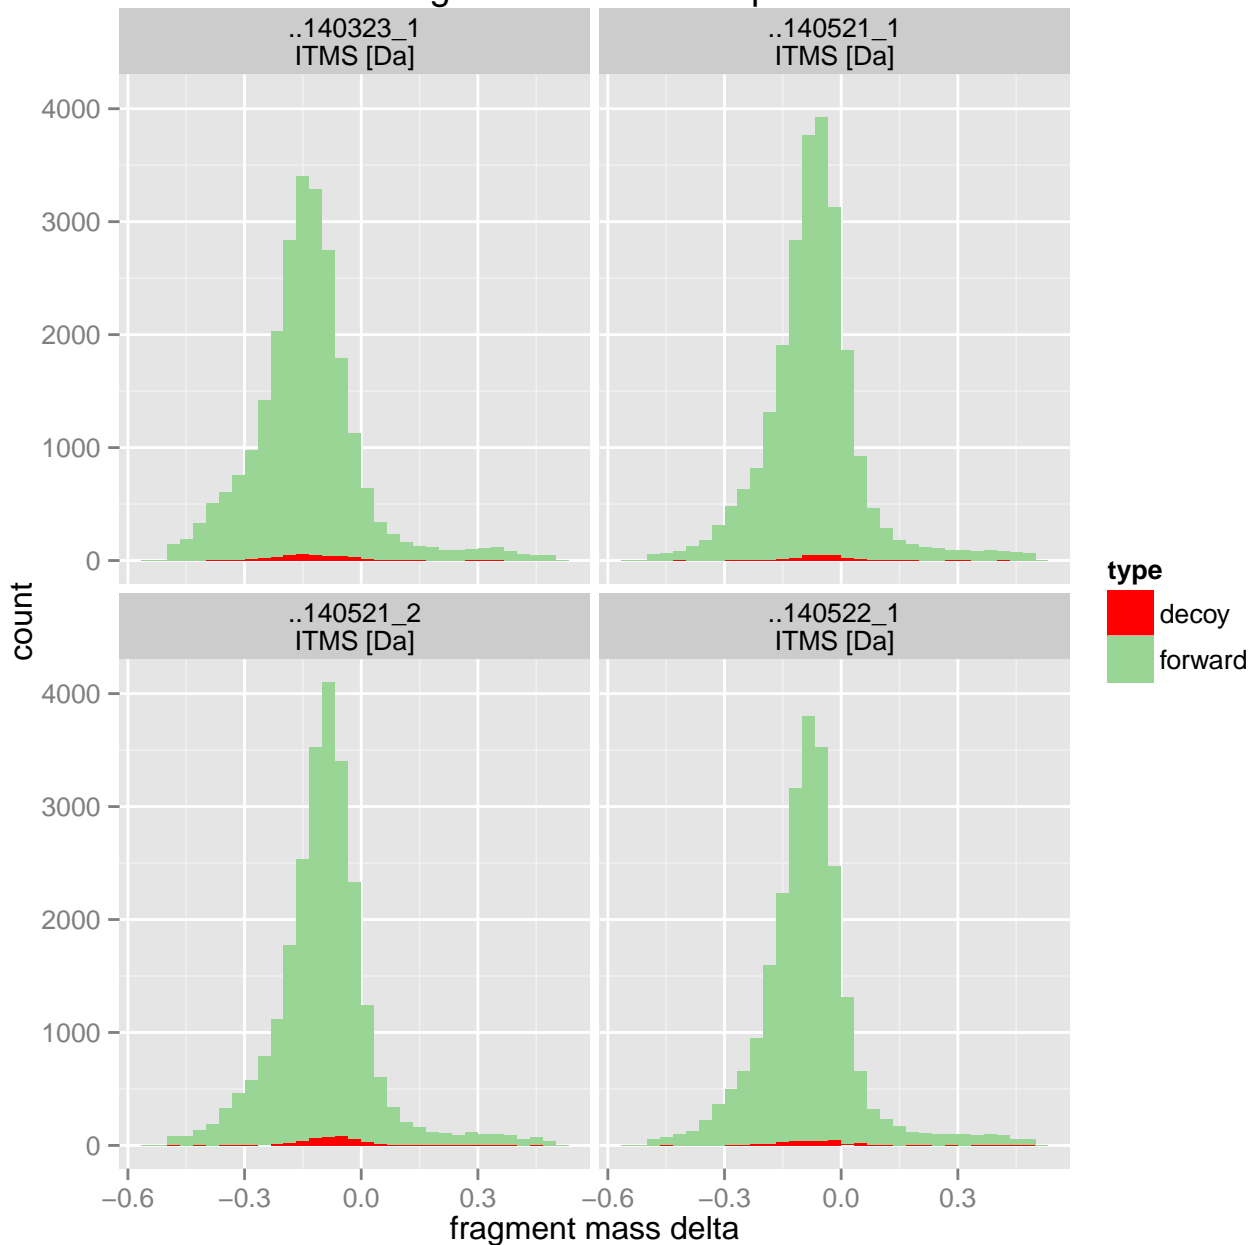 ..140323_1
ITMS [Da]
..140521_1
ITMS [Da]
4000
3000
2000
1000
0
..140521_2
ITMS [Da]
..140522_1
ITMS [Da]
4000
3000
2000
1000
0
count
−0.6
−0.3
0.0
0.3
−0.6
−0.3
0.0
0.3
fragment mass delta
type
decoy
forward